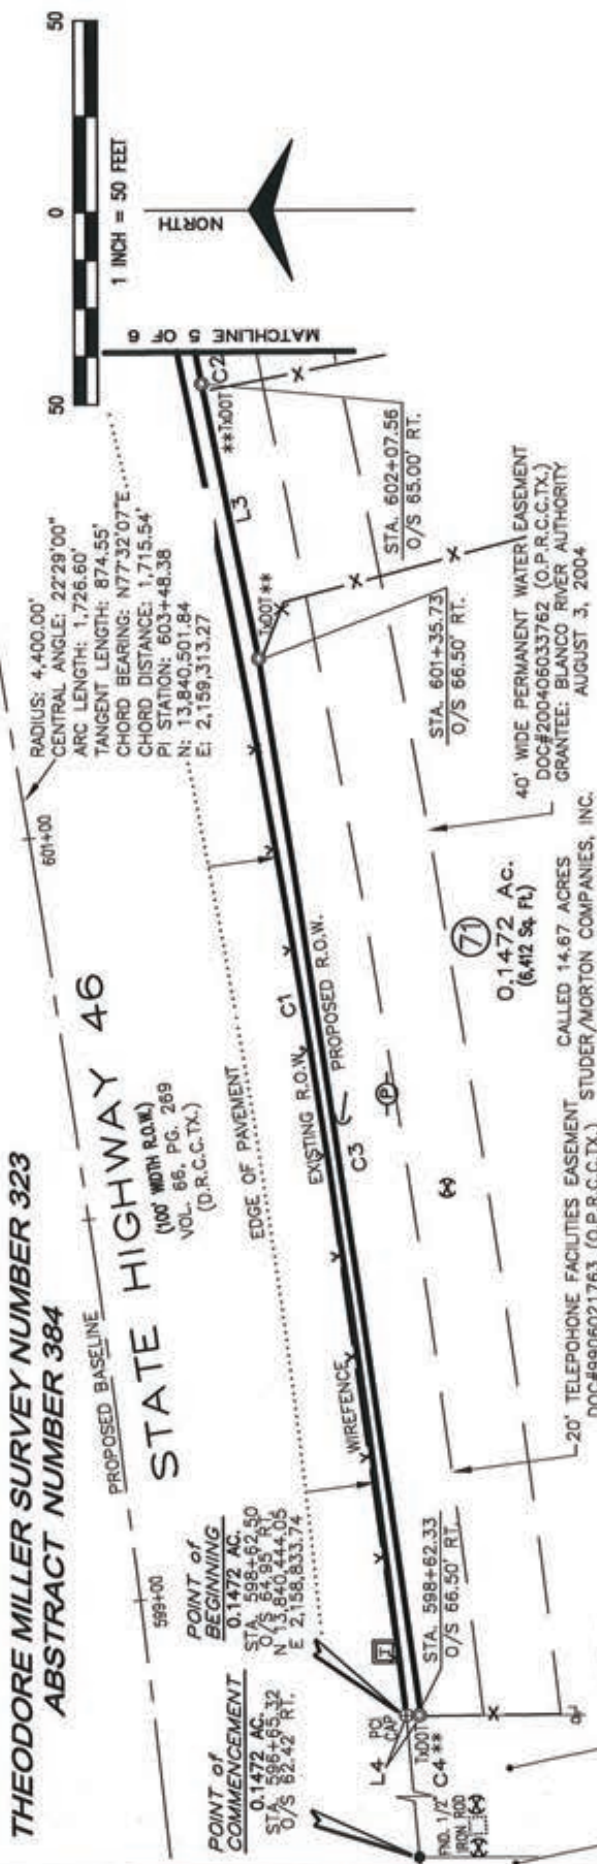 THEODORE MILLER SURVEY NUMBER 323
ABSTRACT NUMBER 384
50
0
50
1 INCH = 50 FEET
NORTH
MATCHLINE 5 OF 6
PROPOSED BASELINE
599+00
601+00
STATE HIGHWAY 46
(100' WIDTH R.O.W.)
VOL. 66, PG. 269
(D.R.C.C.TX.)
RADIUS: 4,400.00'
CENTRAL ANGLE: 22°29'00"
ARC LENGTH: 1,726.60'
TANGENT LENGTH: 874.55'
CHORD BEARING: N77°32'07"E
CHORD DISTANCE: 1,715.54'
PI STATION: 603+48.38
N: 13,840,501.84
E: 2,159,313.27
EDGE OF PAVEMENT
POINT of
COMMENCEMENT
0.1472 AC.
STA. 596+65.32
O/S 62.42' RT.
POINT of
BEGINNING
0.1472 AC.
STA. 598+62.50
O/S 64.95' RT.
N 13,840,444.05
E 2,158,833.74
WIREFENCE
EXISTING R.O.W.
C1
PROPOSED R.O.W.
C3
L3
C2
**TxDOT
TxDOT**
L4
PCI
CAP
TxDOT
C4**
FND. 1/2"
IRON ROD
T
P
STA. 598+62.33
O/S 66.50' RT.
STA. 601+35.73
O/S 66.50' RT.
STA. 602+07.56
O/S 65.00' RT.
40' WIDE PERMANENT WATER EASEMENT
DOC#200406033762 (O.P.R.C.C.TX.)
GRANTEE: BLANCO RIVER AUTHORITY
AUGUST 3, 2004
71
0.1472 Ac.
(6,412 Sq. Ft.)
CALLED 14.67 ACRES
STUDER/MORTON COMPANIES, INC.
20' TELEPOHONE FACILITIES EASEMENT
DOC#9906021763 (O.P.R.C.C.TX.)